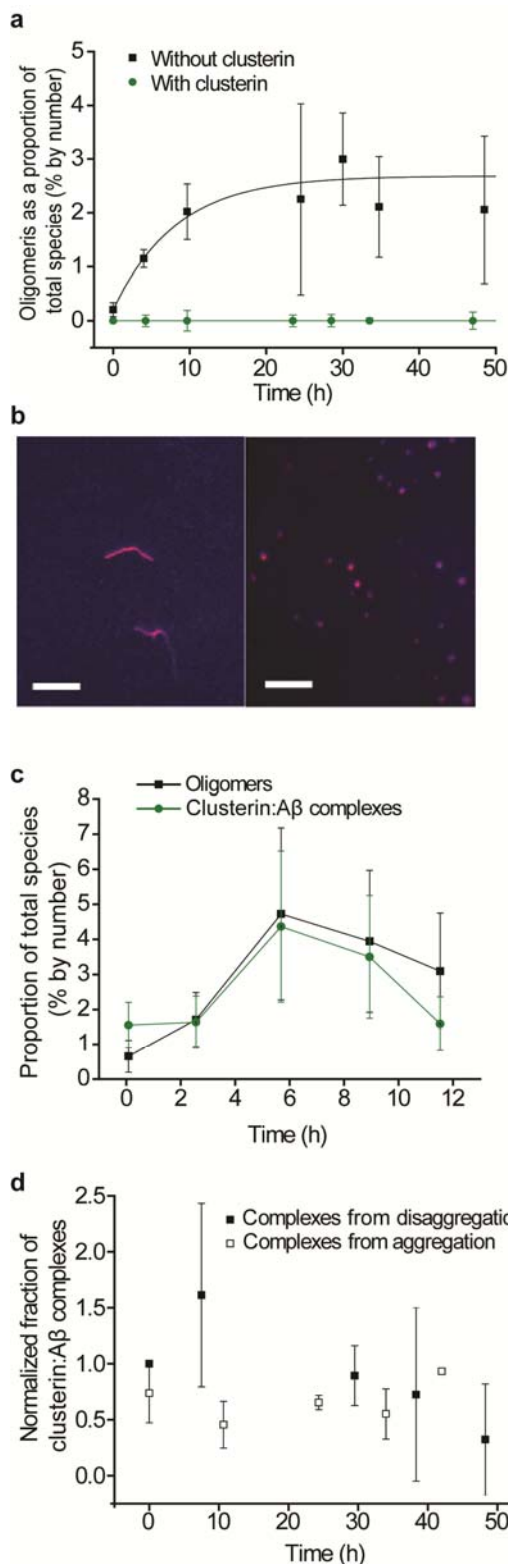 a
Without clusterin
With clusterin
Oligomeris as a proportion of
total species (% by number)
5
4
3
2
1
0
0 10 20 30 40 50
Time (h)
b
c
Oligomers
Clusterin:Aβ complexes
Proportion of total species
(% by number)
8
7
6
5
4
3
2
1
0
0 2 4 6 8 10 12
Time (h)
d
Complexes from disaggregatio
Complexes from aggregation
Normalized fraction of
clusterin:Aβ complexes
2.5
2.0
1.5
1.0
0.5
0.0
0 10 20 30 40 50
Time (h)